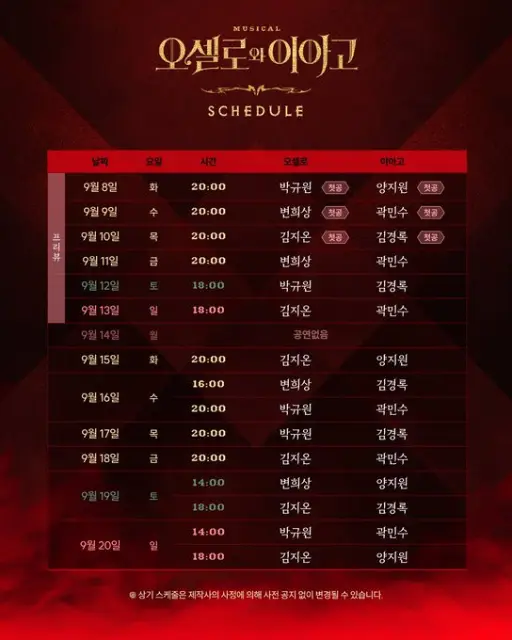 MUSICAL
오셀로와 이아고
SCHEDULE
날짜 요일 시간 오셀로 이아고
프리뷰
9월 8일 화 20:00 박규원 첫공 양지원 첫공
9월 9일 수 20:00 변희상 첫공 곽민수 첫공
9월 10일 목 20:00 김지온 첫공 김경록 첫공
9월 11일 금 20:00 변희상 곽민수
9월 12일 토 18:00 박규원 김경록
9월 13일 일 18:00 김지온 곽민수
9월 14일 월 공연없음
9월 15일 화 20:00 김지온 양지원
9월 16일 수 16:00 변희상 김경록
20:00 박규원 곽민수
9월 17일 목 20:00 박규원 김경록
9월 18일 금 20:00 김지온 곽민수
9월 19일 토 14:00 변희상 양지원
18:00 김지온 김경록
9월 20일 일 14:00 박규원 곽민수
18:00 김지온 양지원
※ 상기 스케줄은 제작사의 사정에 의해 사전 공지 없이 변경될 수 있습니다.